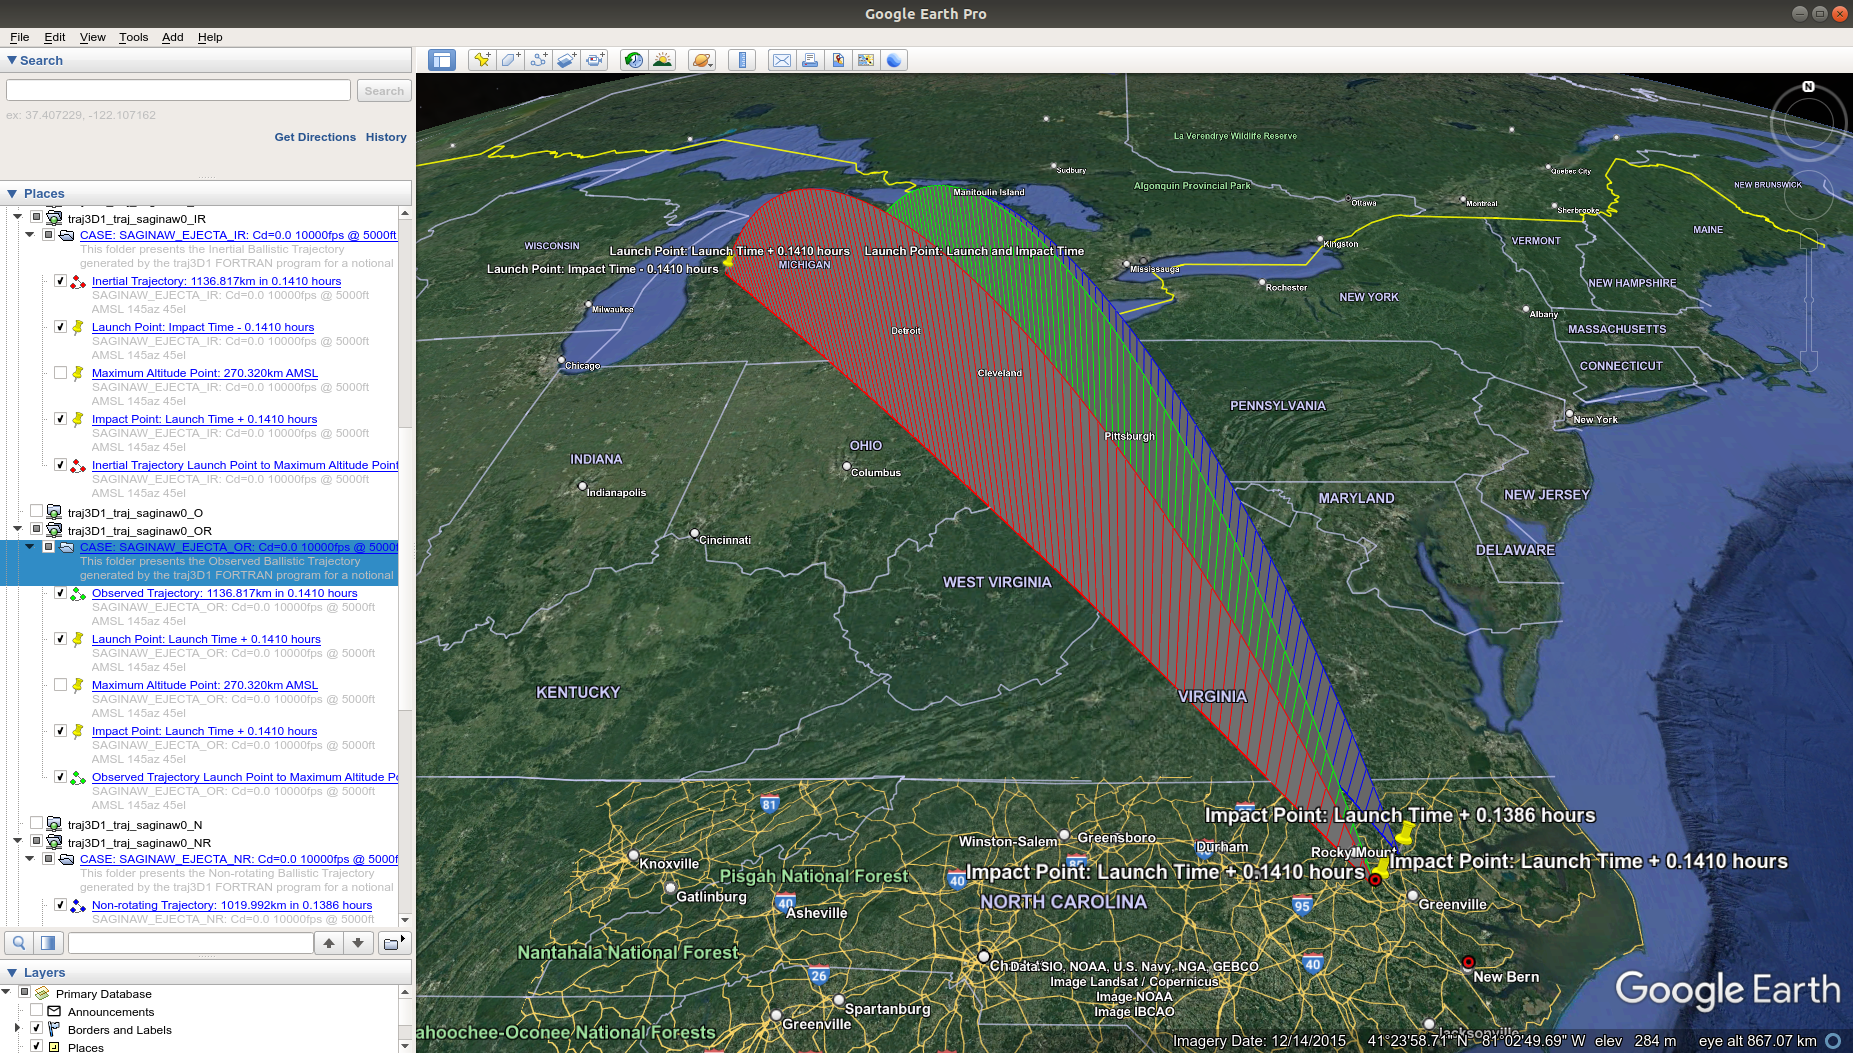 Google Earth Pro
File Edit View Tools Add Help
Search
Search
ex: 37.407229, -122.107162
Get Directions History
Places
traj3D1_traj_saginaw0_IR
CASE: SAGINAW_EJECTA_IR: Cd=0.0 10000fps @ 5000ft
This folder presents the Inertial Ballistic Trajectory
generated by the traj3D1 FORTRAN program for a notional
Inertial Trajectory: 1136.817km in 0.1410 hours
SAGINAW_EJECTA_IR: Cd=0.0 10000fps @ 5000ft
AMSL 145az 45el
Launch Point: Impact Time - 0.1410 hours
SAGINAW_EJECTA_IR: Cd=0.0 10000fps @ 5000ft
AMSL 145az 45el
Maximum Altitude Point: 270.320km AMSL
SAGINAW_EJECTA_IR: Cd=0.0 10000fps @ 5000ft
AMSL 145az 45el
Impact Point: Launch Time + 0.1410 hours
SAGINAW_EJECTA_IR: Cd=0.0 10000fps @ 5000ft
AMSL 145az 45el
Inertial Trajectory Launch Point to Maximum Altitude Point
SAGINAW_EJECTA_IR: Cd=0.0 10000fps @ 5000ft
AMSL 145az 45el
traj3D1_traj_saginaw0_O
traj3D1_traj_saginaw0_OR
CASE: SAGINAW_EJECTA_OR: Cd=0.0 10000fps @ 5000f
This folder presents the Observed Ballistic Trajectory
generated by the traj3D1 FORTRAN program for a notional
Observed Trajectory: 1136.817km in 0.1410 hours
SAGINAW_EJECTA_OR: Cd=0.0 10000fps @ 5000ft
AMSL 145az 45el
Launch Point: Launch Time + 0.1410 hours
SAGINAW_EJECTA_OR: Cd=0.0 10000fps @ 5000ft
AMSL 145az 45el
Maximum Altitude Point: 270.320km AMSL
SAGINAW_EJECTA_OR: Cd=0.0 10000fps @ 5000ft
AMSL 145az 45el
Impact Point: Launch Time + 0.1410 hours
SAGINAW_EJECTA_OR: Cd=0.0 10000fps @ 5000ft
AMSL 145az 45el
Observed Trajectory Launch Point to Maximum Altitude Po
SAGINAW_EJECTA_OR: Cd=0.0 10000fps @ 5000ft
AMSL 145az 45el
traj3D1_traj_saginaw0_N
traj3D1_traj_saginaw0_NR
CASE: SAGINAW_EJECTA_NR: Cd=0.0 10000fps @ 5000f
This folder presents the Non-rotating Ballistic Trajectory
generated by the traj3D1 FORTRAN program for a notional
Non-rotating Trajectory: 1019.992km in 0.1386 hours
SAGINAW_EJECTA_NR: Cd=0.0 10000fps @ 5000ft
Layers
Primary Database
Announcements
Borders and Labels
Places
N
La Verendrye Wildlife Reserve
Sudbury
Quebec City
Algonquin Provincial Park
NEW BRUNSWICK
Manitoulin Island
Ottawa
Montreal
Sherbrooke
MAINE
WISCONSIN
Kingston
VERMONT
Launch Point: Launch Time + 0.1410 hours
Launch Point: Launch and Impact Time
MICHIGAN
Launch Point: Impact Time - 0.1410 hours
Mississauga
Rochester
NEW YORK
NEW HAMPSHIRE
Milwaukee
Albany
Detroit
MASSACHUSETTS
Chicago
Cleveland
CONNECTICUT
PENNSYLVANIA
New York
Pittsburgh
OHIO
INDIANA
Columbus
Indianapolis
MARYLAND
NEW JERSEY
Cincinnati
DELAWARE
WEST VIRGINIA
KENTUCKY
VIRGINIA
81
Impact Point: Launch Time + 0.1386 hours
Winston-Salem
Greensboro
Durham
Rocky Mount
Knoxville
Impact Point: Launch Time + 0.1410 hours
Pisgah National Forest
40
Impact Point: Launch Time + 0.1410 hours
Gatlinburg
40
Asheville
NORTH CAROLINA
95
Greenville
Nantahala National Forest
26
40
New Bern
Data SIO, NOAA, U.S. Navy, NGA, GEBCO
Image Landsat / Copernicus
Image NOAA
Image IBCAO
Spartanburg
Greenville
ahoochee-Oconee National Forests
Jacksonville
Google Earth
Imagery Date: 12/14/2015 41°23'58.71" N 81°02'49.69" W elev 284 m eye alt 867.07 km